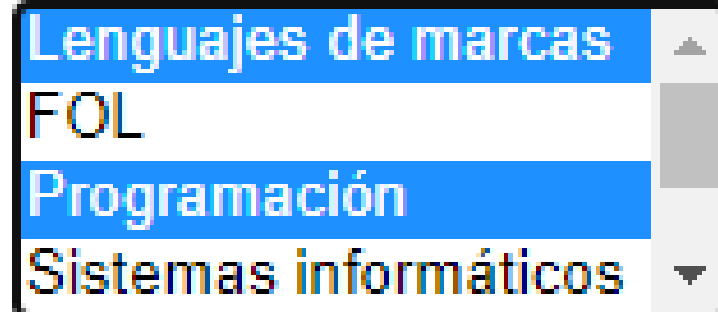 Lenguajes de marcas
FOL
Programación
Sistemas informáticos